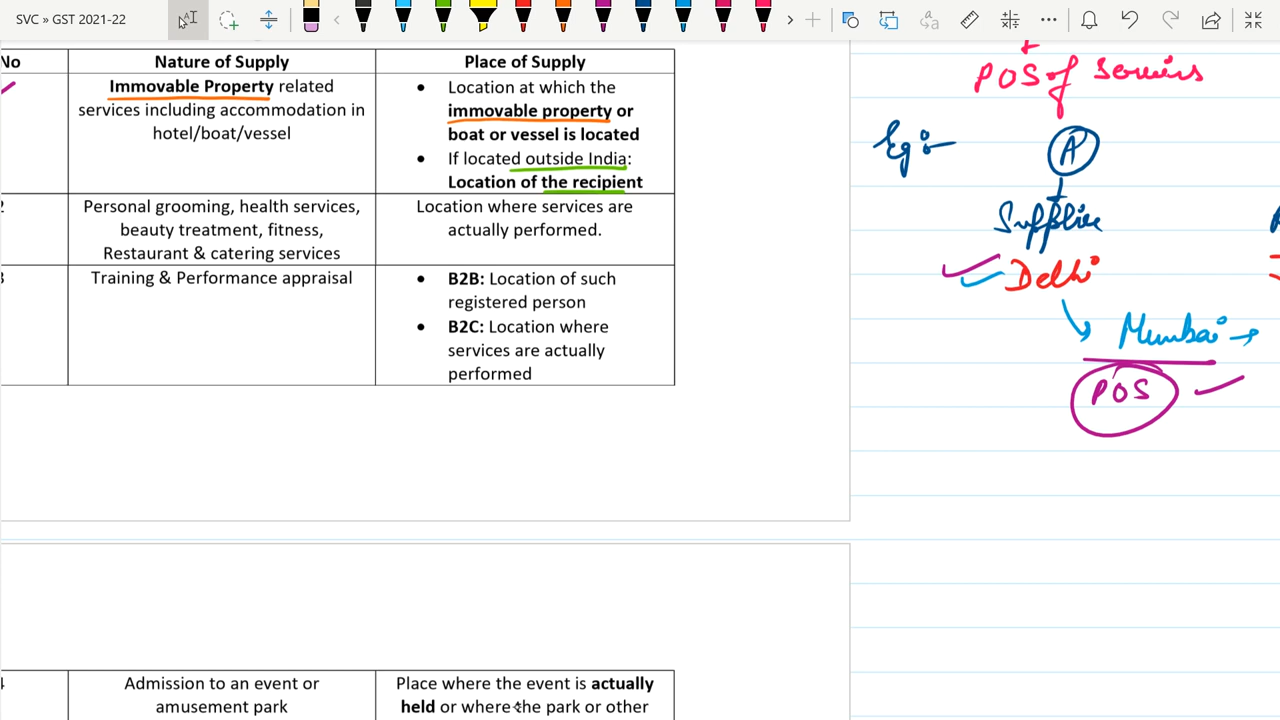 SVC » GST 2021-22
No
Nature of Supply
Place of Supply
Immovable Property related
services including accommodation in
hotel/boat/vessel
• Location at which the
immovable property or
boat or vessel is located
• If located outside India:
Location of the recipient
2
Personal grooming, health services,
beauty treatment, fitness,
Restaurant & catering services
Location where services are
actually performed.
3
Training & Performance appraisal
• B2B: Location of such
registered person
• B2C: Location where
services are actually
performed
4
Admission to an event or
amusement park
Place where the event is actually
held or where the park or other
POS of Services
Eg:-
A
Supplier
Delhi
Mumbai →
POS